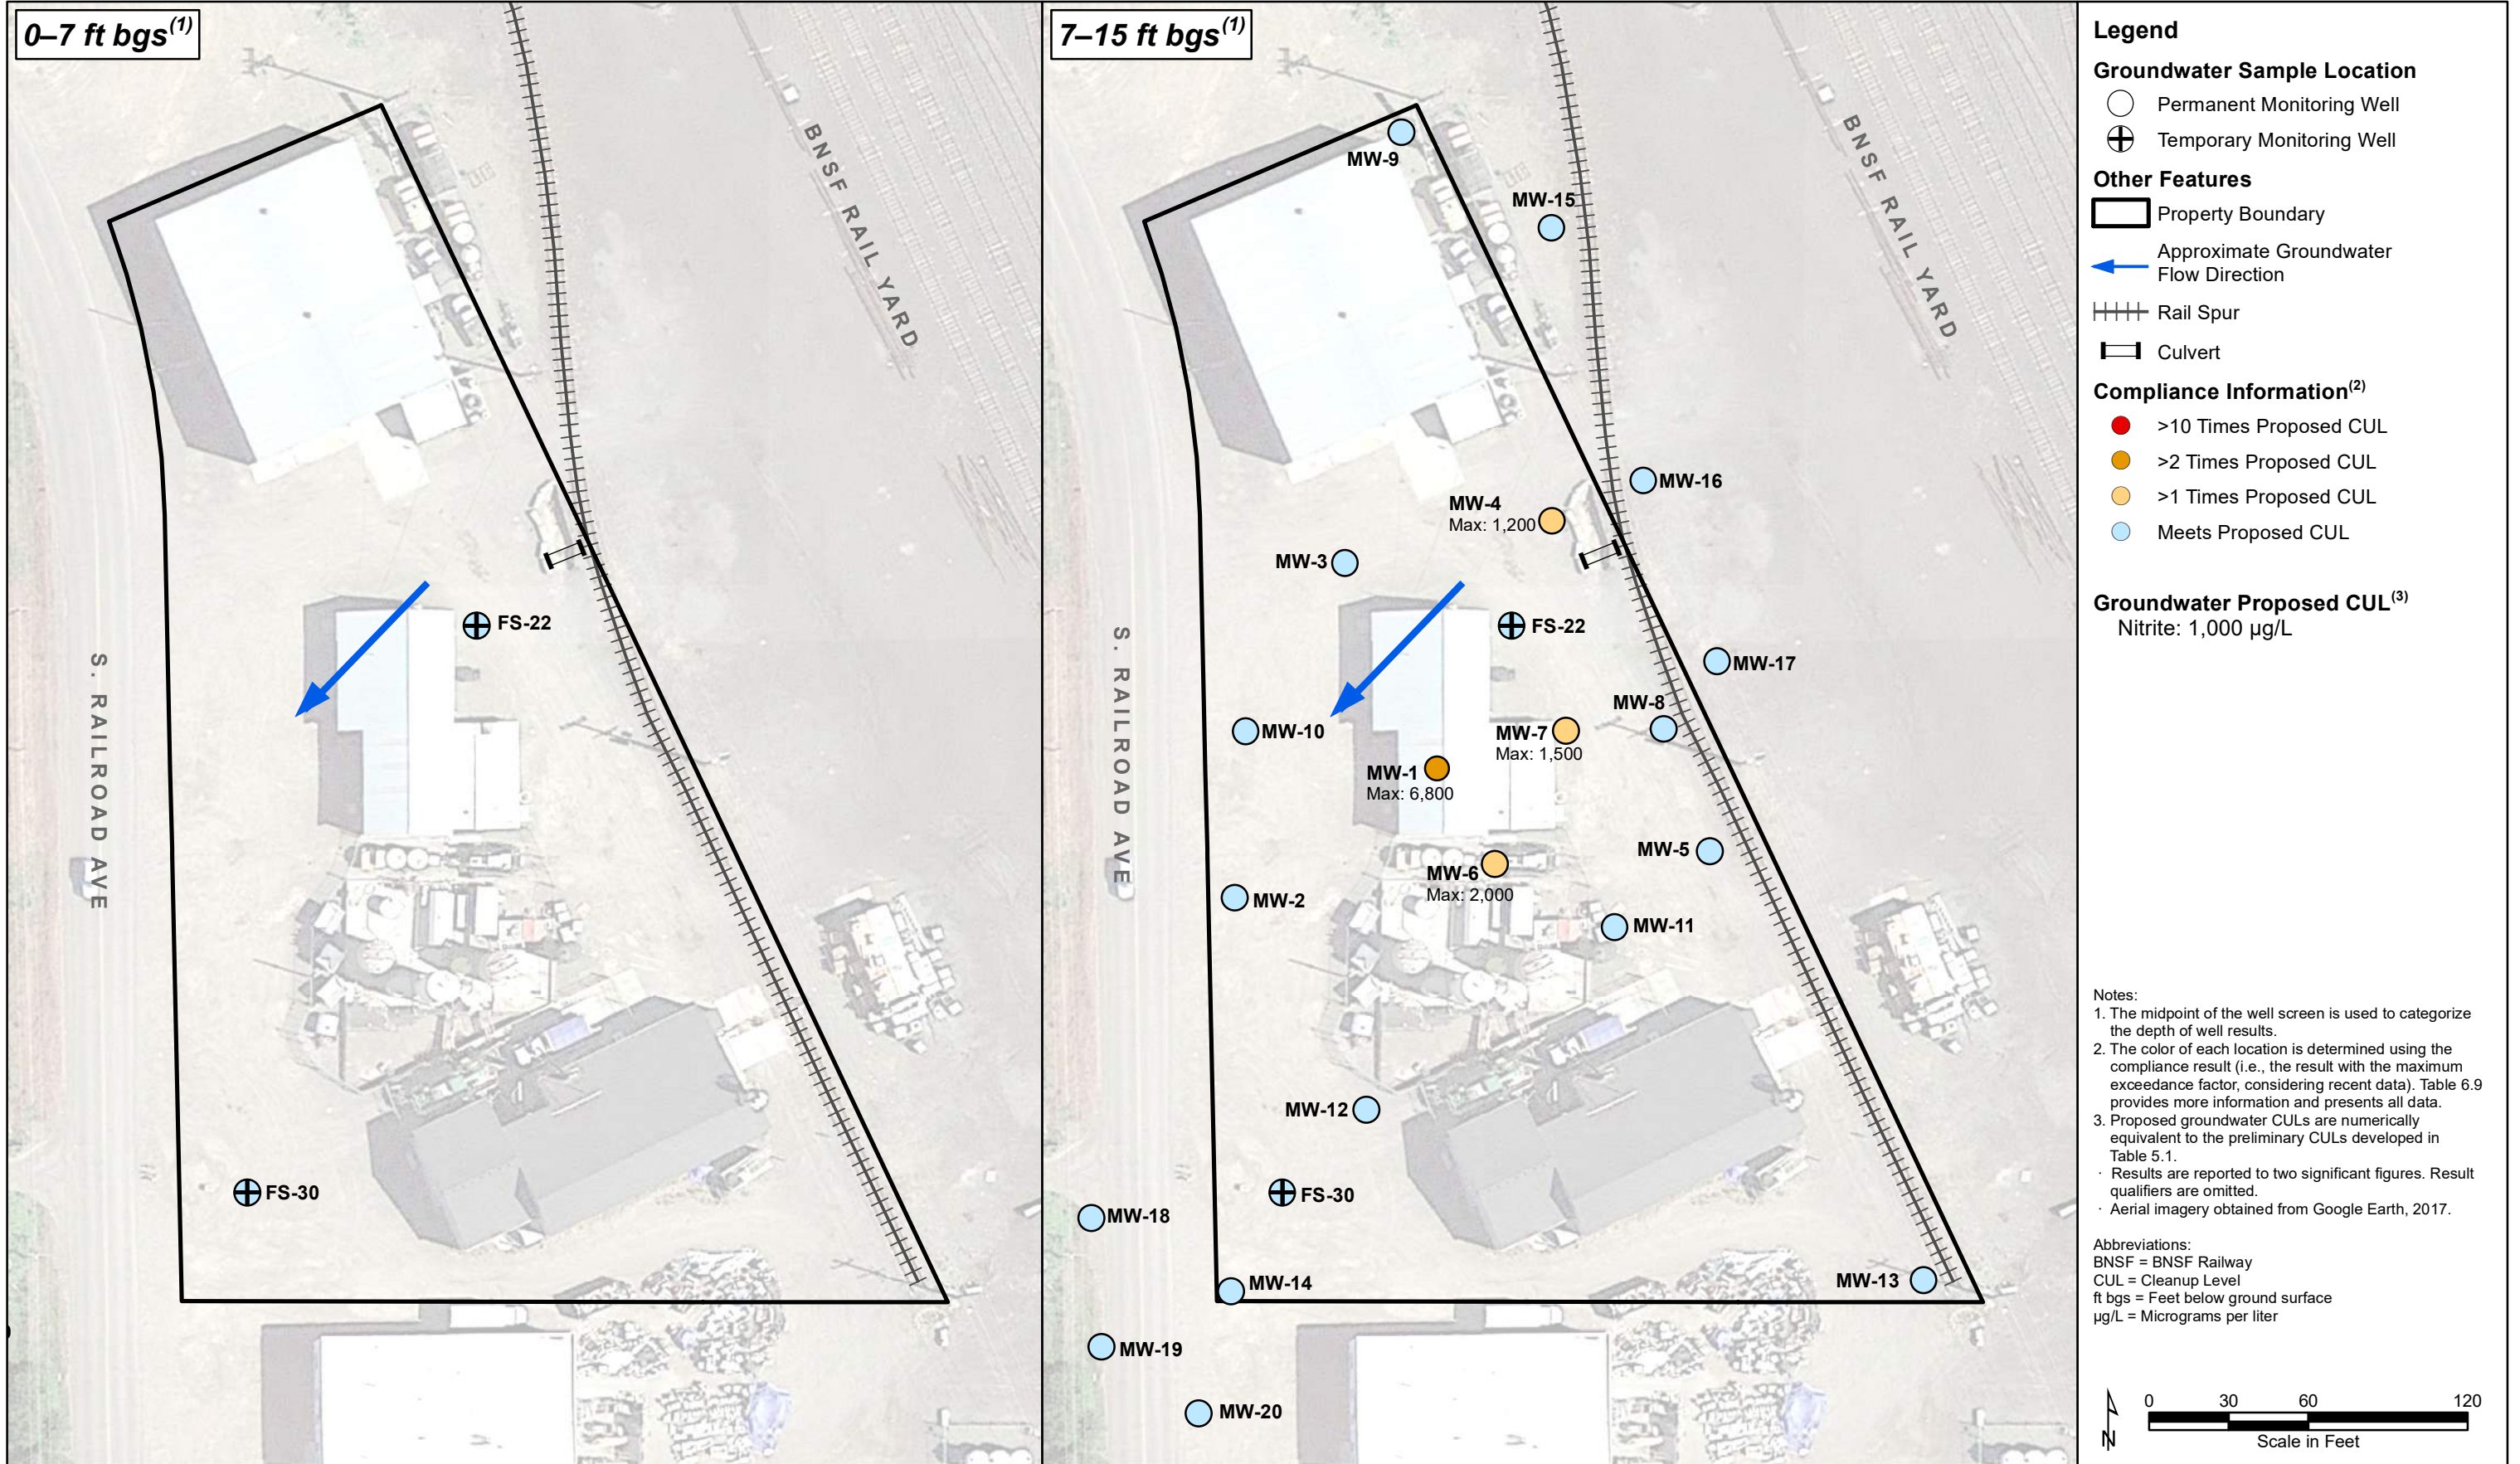 0–7 ft bgs(1)
BNSF RAIL YARD
FS-22
S. RAILROAD AVE
FS-30
7–15 ft bgs(1)
BNSF RAIL YARD
MW-9
MW-15
MW-16
MW-4
Max: 1,200
MW-3
FS-22
MW-17
S. RAILROAD AVE
MW-8
MW-10
MW-7
Max: 1,500
MW-1
Max: 6,800
MW-5
MW-6
Max: 2,000
MW-2
MW-11
MW-12
FS-30
MW-18
MW-14
MW-13
MW-19
MW-20
Legend
Groundwater Sample Location
Permanent Monitoring Well
Temporary Monitoring Well
Other Features
Property Boundary
Approximate Groundwater
Flow Direction
Rail Spur
Culvert
Compliance Information(2)
>10 Times Proposed CUL
>2 Times Proposed CUL
>1 Times Proposed CUL
Meets Proposed CUL
Groundwater Proposed CUL(3)
Nitrite: 1,000 µg/L
Notes:
1. The midpoint of the well screen is used to categorize
the depth of well results.
2. The color of each location is determined using the
compliance result (i.e., the result with the maximum
exceedance factor, considering recent data). Table 6.9
provides more information and presents all data.
3. Proposed groundwater CULs are numerically
equivalent to the preliminary CULs developed in
Table 5.1.
· Results are reported to two significant figures. Result
qualifiers are omitted.
· Aerial imagery obtained from Google Earth, 2017.
Abbreviations:
BNSF = BNSF Railway
CUL = Cleanup Level
ft bgs = Feet below ground surface
µg/L = Micrograms per liter
N
0 30 60 120
Scale in Feet